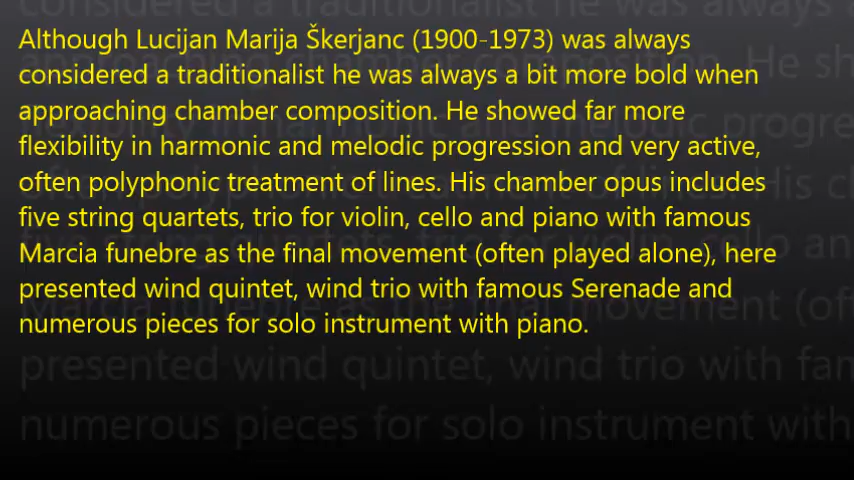 Although Lucijan Marija Škerjanc (1900-1973) was always
considered a traditionalist he was always a bit more bold when
approaching chamber composition. He showed far more
flexibility in harmonic and melodic progression and very active,
often polyphonic treatment of lines. His chamber opus includes
five string quartets, trio for violin, cello and piano with famous
Marcia funebre as the final movement (often played alone), here
presented wind quintet, wind trio with famous Serenade and
numerous pieces for solo instrument with piano.